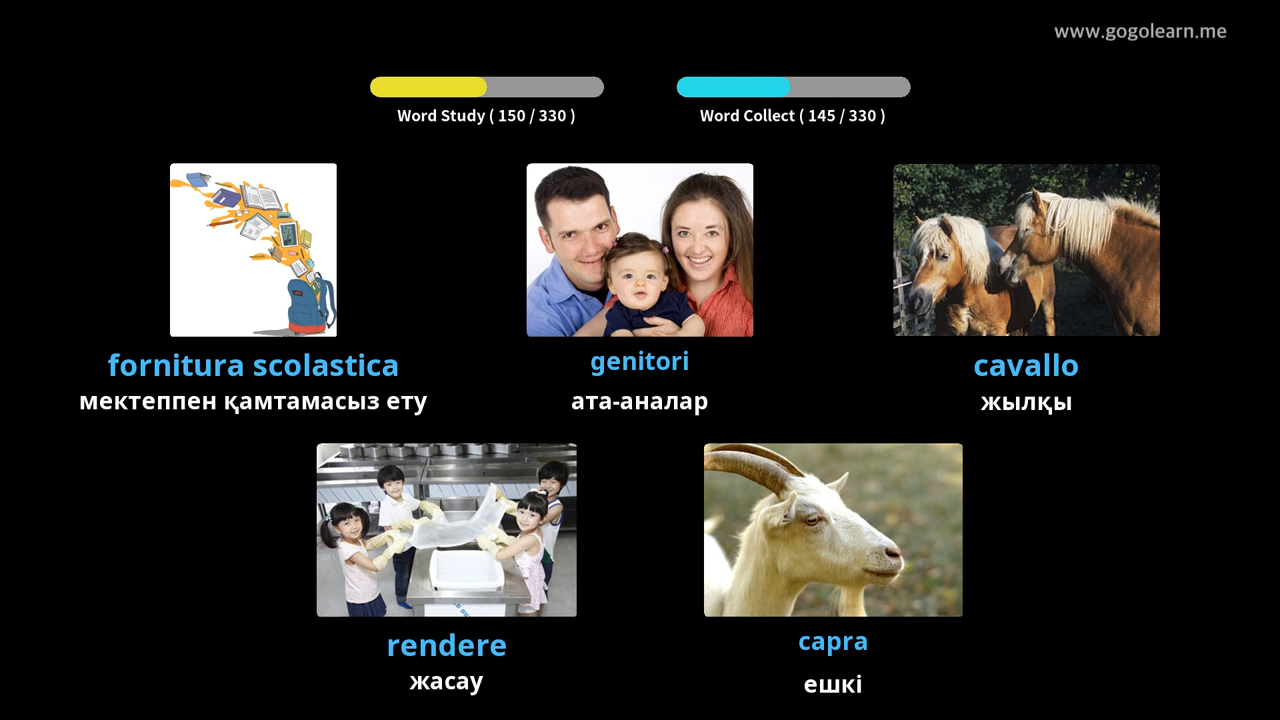 www.gogolearn.me
Word Study ( 150 / 330 )
Word Collect ( 145 / 330 )
fornitura scolastica
мектеппен қамтамасыз ету
genitori
ата-аналар
cavallo
жылқы
rendere
жасау
capra
ешкі